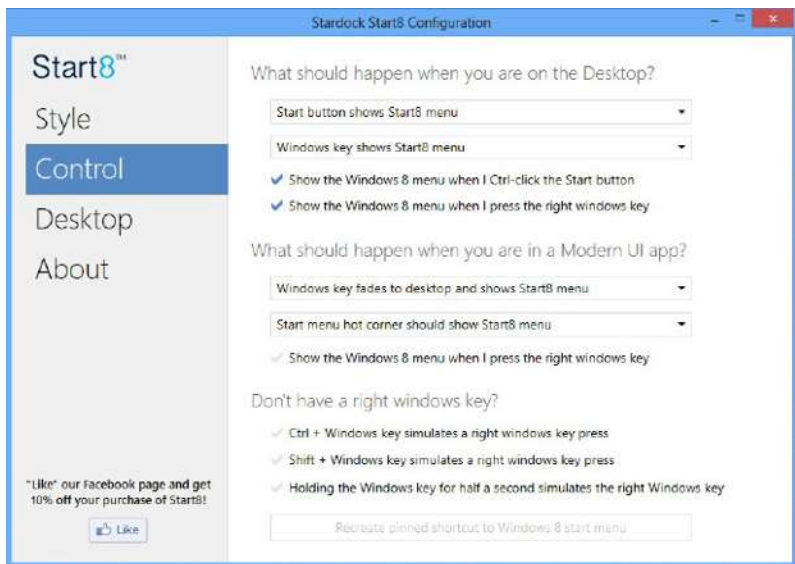 Stardock Start8 Configuration
Start8™
Style
Control
Desktop
About
"Like" our Facebook page and get
10% off your purchase of Start8!
Like
What should happen when you are on the Desktop?
Start button shows Start8 menu
Windows key shows Start8 menu
Show the Windows 8 menu when I Ctrl-click the Start button
Show the Windows 8 menu when I press the right windows key
What should happen when you are in a Modern UI app?
Windows key fades to desktop and shows Start8 menu
Start menu hot corner should show Start8 menu
Show the Windows 8 menu when I press the right windows key
Don't have a right windows key?
Ctrl + Windows key simulates a right windows key press
Shift + Windows key simulates a right windows key press
Holding the Windows key for half a second simulates the right Windows key
Recreate pinned shortcut to Windows 8 start menu